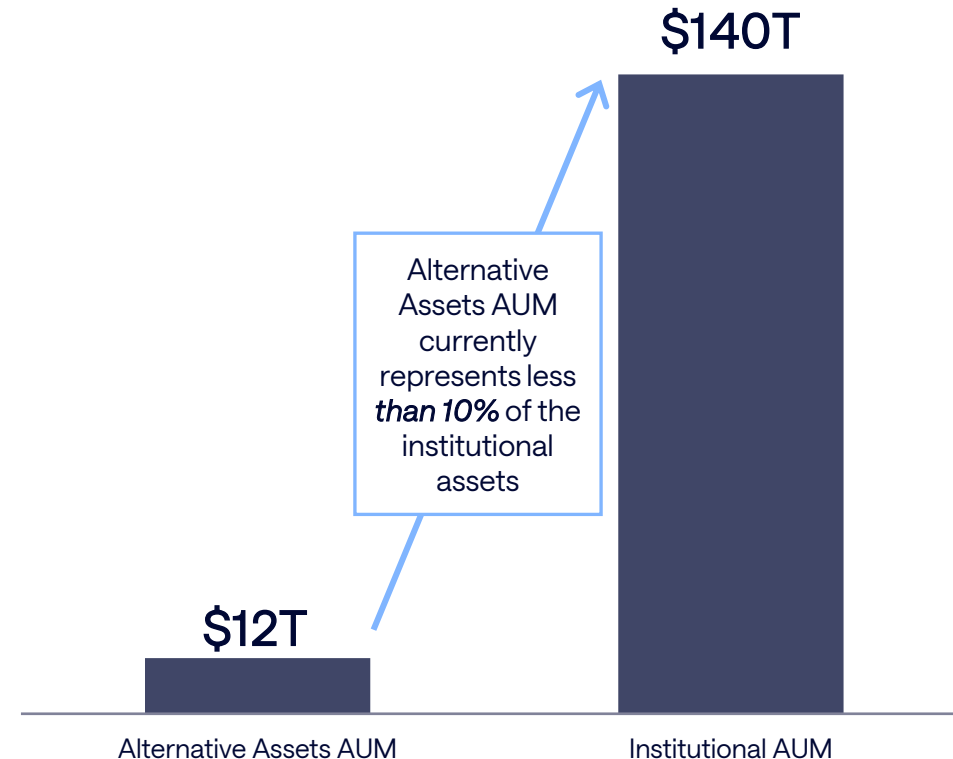 $140T
Alternative
Assets AUM
currently
represents less
than 10% of the
institutional
assets
$12T
Alternative Assets AUM
Institutional AUM